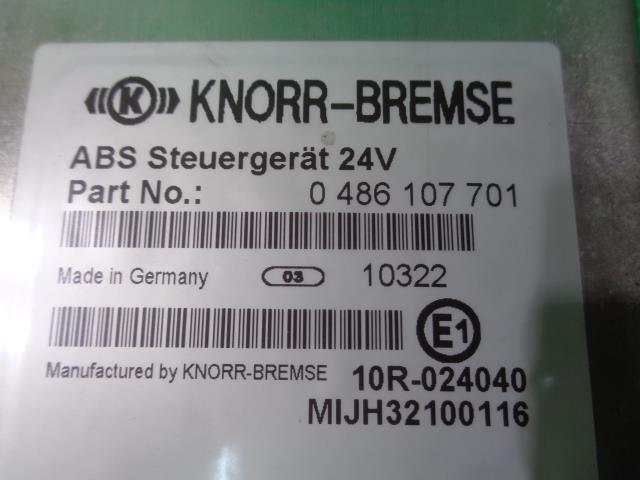 K KNORR-BREMSE
ABS Steuergerät 24V
Part No.: 0 486 107 701
Made in Germany 03 10322
E1
Manufactured by KNORR-BREMSE 10R-024040
MIJH32100116